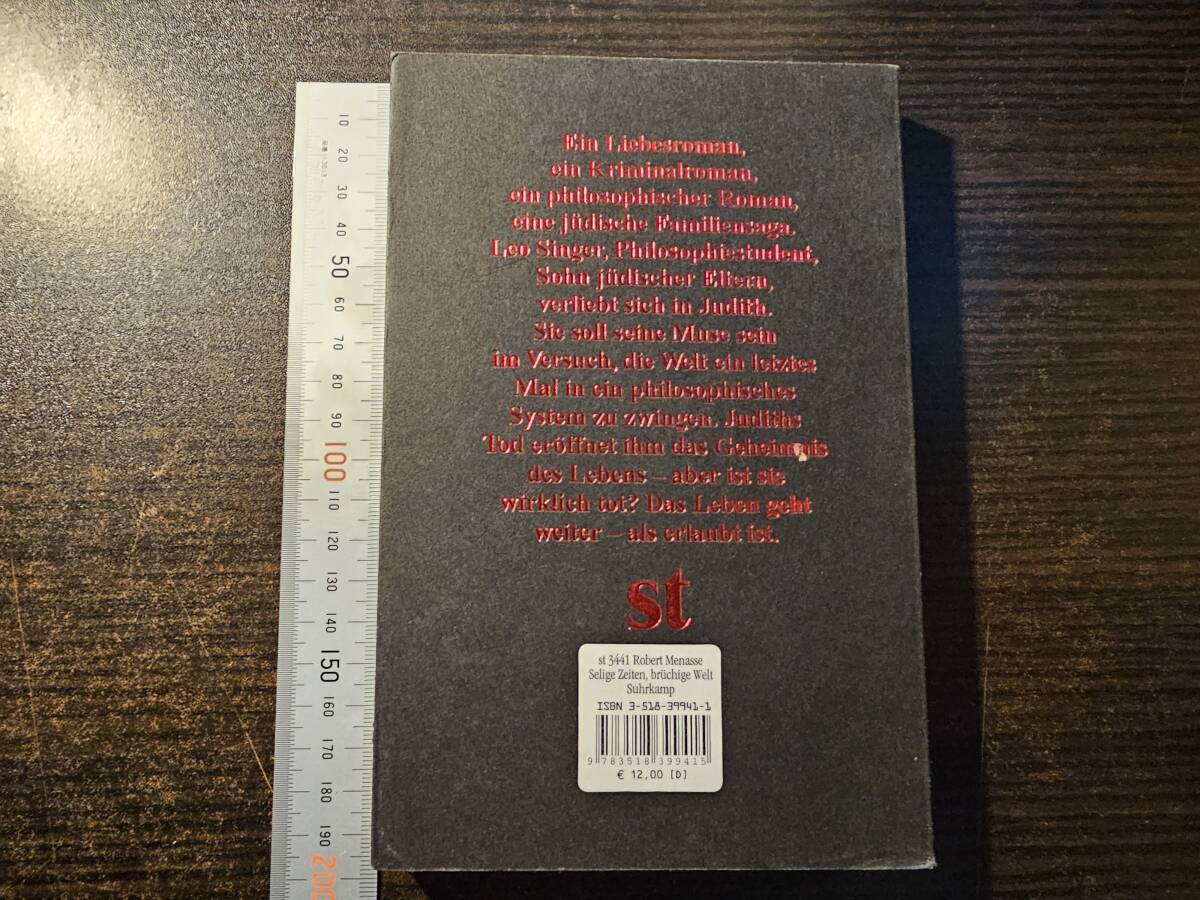 10
20
30
40
50
60
70
80
90
100
110
120
130
140
150
160
170
180
190
200
Ein Liebesroman,
ein Kriminalroman,
ein philosophischer Roman,
eine jüdische Familiensaga.
Leo Singer, Philosophiestudent,
Sohn jüdischer Eltern,
verliebt sich in Judith.
Sie soll seine Muse sein
im Versuch, die Welt ein letztes
Mal in ein philosophisches
System zu zwingen. Judiths
Tod eröffnet ihm das Geheimnis
des Lebens – aber ist sie
wirklich tot? Das Leben geht
weiter – als erlaubt ist.
st
st 3441 Robert Menasse
Selige Zeiten, brüchige Welt
Suhrkamp
ISBN 3-518-39941-1
9 783518 399415
€ 12,00 [D]